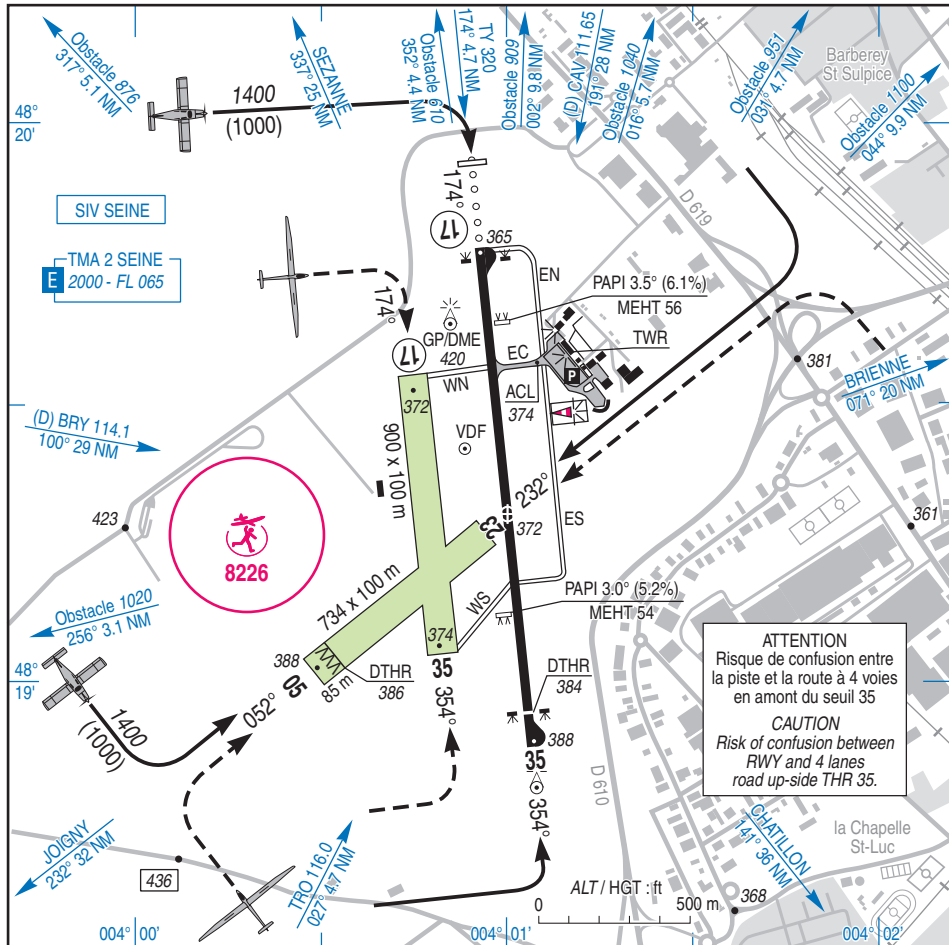 Obstacle 876
317° 5.1 NM
SEZANNE
337° 25 NM
Obstacle 910
352° 4.4 NM
TY 320
174° 4.7 NM
Obstacle 909
002° 9.8 NM
(D) CAV 111.65
191° 28 NM
Obstacle 1040
016° 5.7 NM
Obstacle 951
031° 4.7 NM
Barberey
St Sulpice
Obstacle 1100
044° 9.9 NM
48°
20'
1400
(1000)
SIV SEINE
TMA 2 SEINE
E 2000 - FL 065
174°
17
174°
17
365
D 619
EN
PAPI 3.5° (6.1%)
MEHT 56
TWR
GP/DME
420
EC
WN
P
ACL
374
381
BRIENNE
071° 20 NM
372
900 x 100 m
VDF
(D) BRY 114.1
100° 29 NM
423
8226
232°
23
372
ES
361
734 x 100 m
WS
PAPI 3.0° (5.2%)
MEHT 54
Obstacle 1020
256° 3.1 NM
48°
19'
374
388
05
85 m
DTHR
386
35
DTHR
384
388
35
052°
354°
354°
1400
(1000)
ATTENTION
Risque de confusion entre
la piste et la route à 4 voies
en amont du seuil 35
CAUTION
Risk of confusion between
RWY and 4 lanes
road up-side THR 35.
D 610
la Chapelle
St-Luc
CHATILLON
141° 36 NM
JOIGNY
232° 32 NM
436
TRO 116.0
027° 4.7 NM
368
ALT / HGT : ft
0 500 m
004° 00' 004° 01' 004° 02'